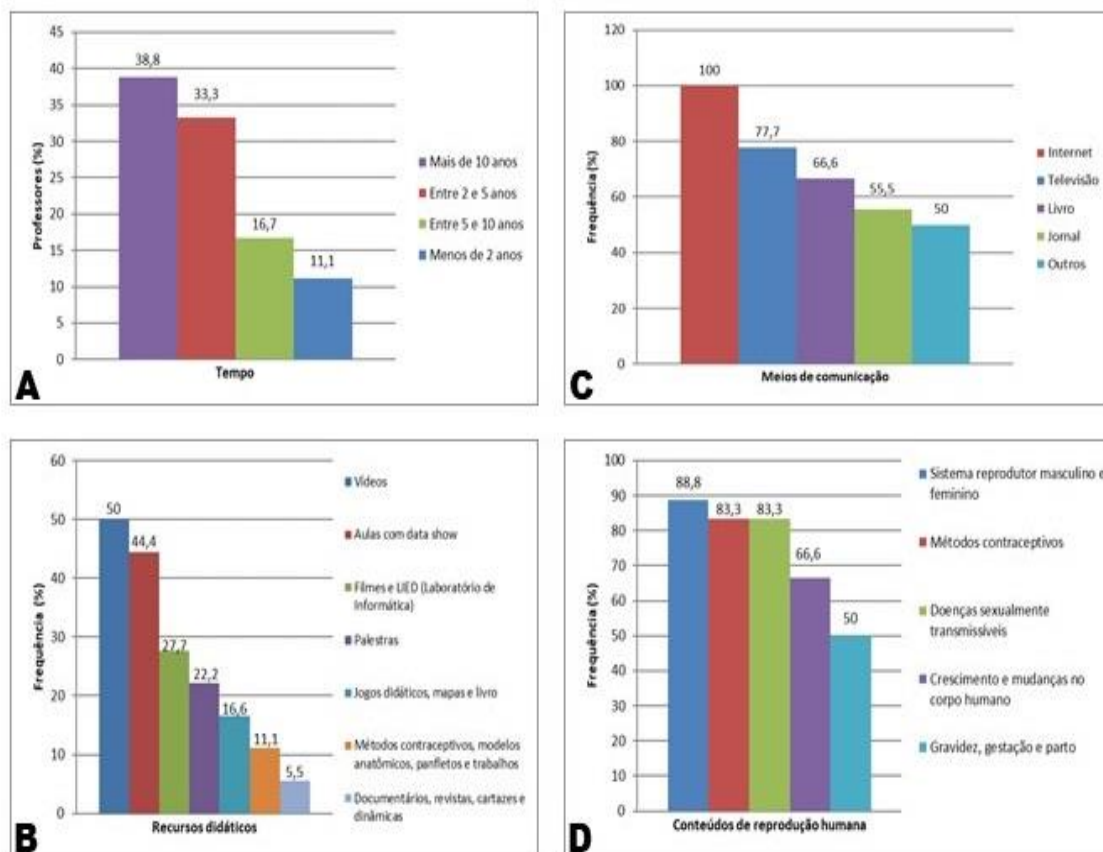 45
40
35
30
25
20
15
10
5
0
Professores (%)
38,8
33,3
16,7
11,1
Tempo
Mais de 10 anos
Entre 2 e 5 anos
Entre 5 e 10 anos
Menos de 2 anos
A
120
100
80
60
40
20
0
Frequência (%)
100
77,7
66,6
55,5
50
Meios de comunicação
Internet
Televisão
Livro
Jornal
Outros
C
60
50
40
30
20
10
0
Frequência (%)
50
44,4
27,7
22,2
16,6
11,1
5,5
Recursos didáticos
Vídeos
Aulas com data show
Filmes e LIED (Laboratório de
Informática)
Palestras
Jogos didáticos, mapas e livro
Métodos contraceptivos, modelos
anatômicos, panfletos e trabalhos
Documentários, revistas, cartazes e
dinâmicas
B
100
90
80
70
60
50
40
30
20
10
0
Frequência (%)
88,8
83,3
83,3
66,6
50
Conteúdos de reprodução humana
Sistema reprodutor masculino e
feminino
Métodos contraceptivos
Doenças sexualmente
transmissíveis
Crescimento e mudanças no
corpo humano
Gravidez, gestação e parto
D